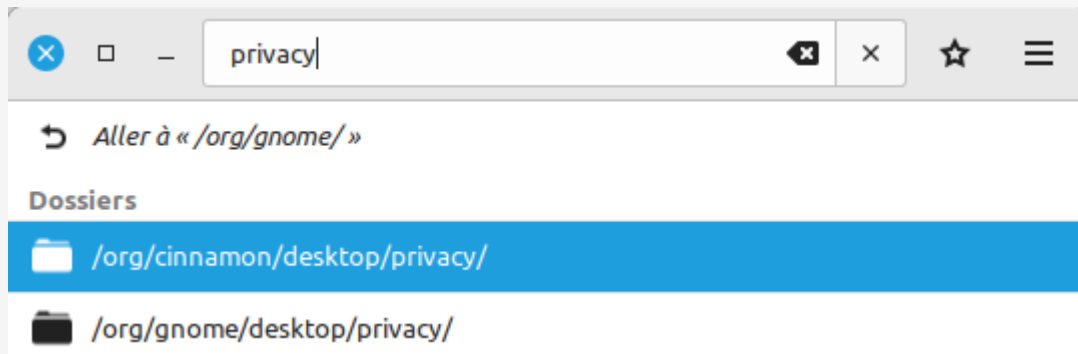 privacy
Aller à « /org/gnome/ »
Dossiers
/org/cinnamon/desktop/privacy/
/org/gnome/desktop/privacy/